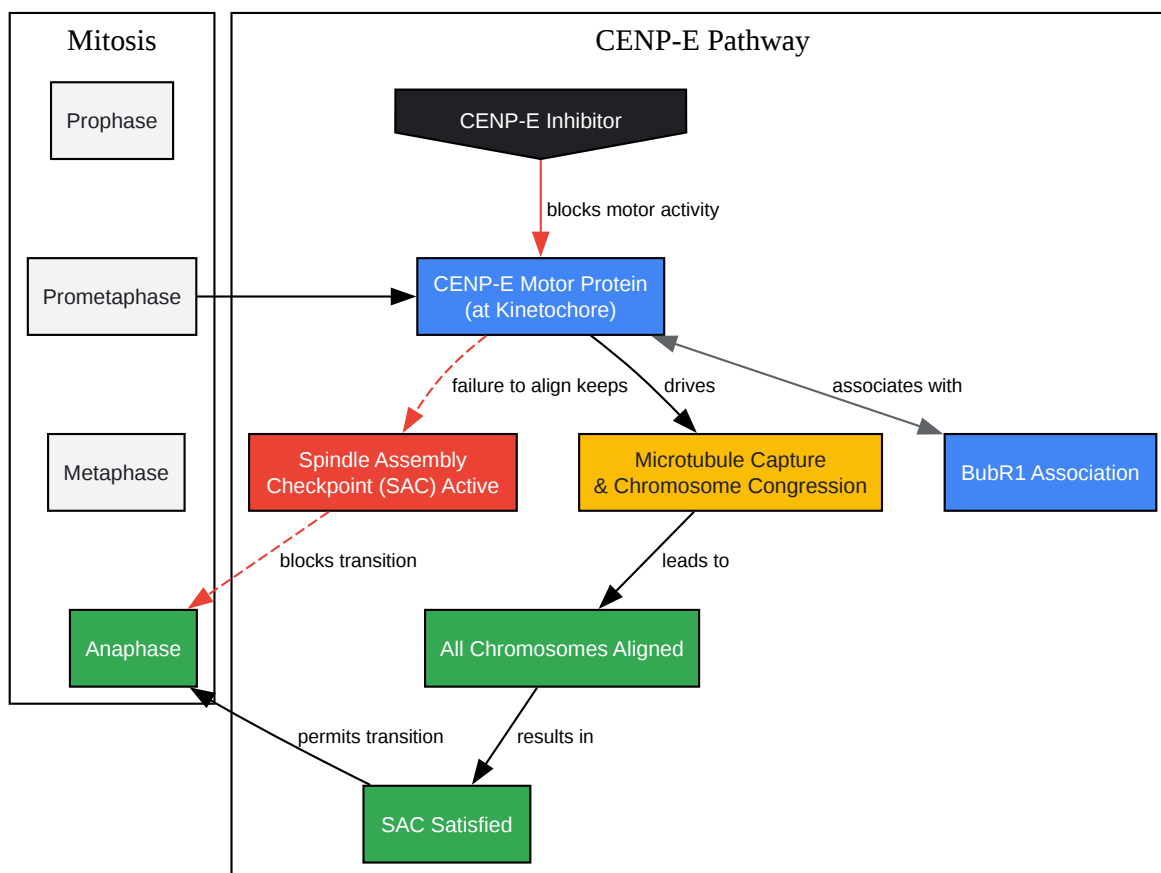 Mitosis
CENP-E Pathway
Prophase
CENP-E Inhibitor
blocks motor activity
Prometaphase
CENP-E Motor Protein
(at Kinetochore)
failure to align keeps
drives
associates with
Metaphase
Spindle Assembly
Checkpoint (SAC) Active
Microtubule Capture
& Chromosome Congression
BubR1 Association
blocks transition
leads to
Anaphase
All Chromosomes Aligned
permits transition
results in
SAC Satisfied